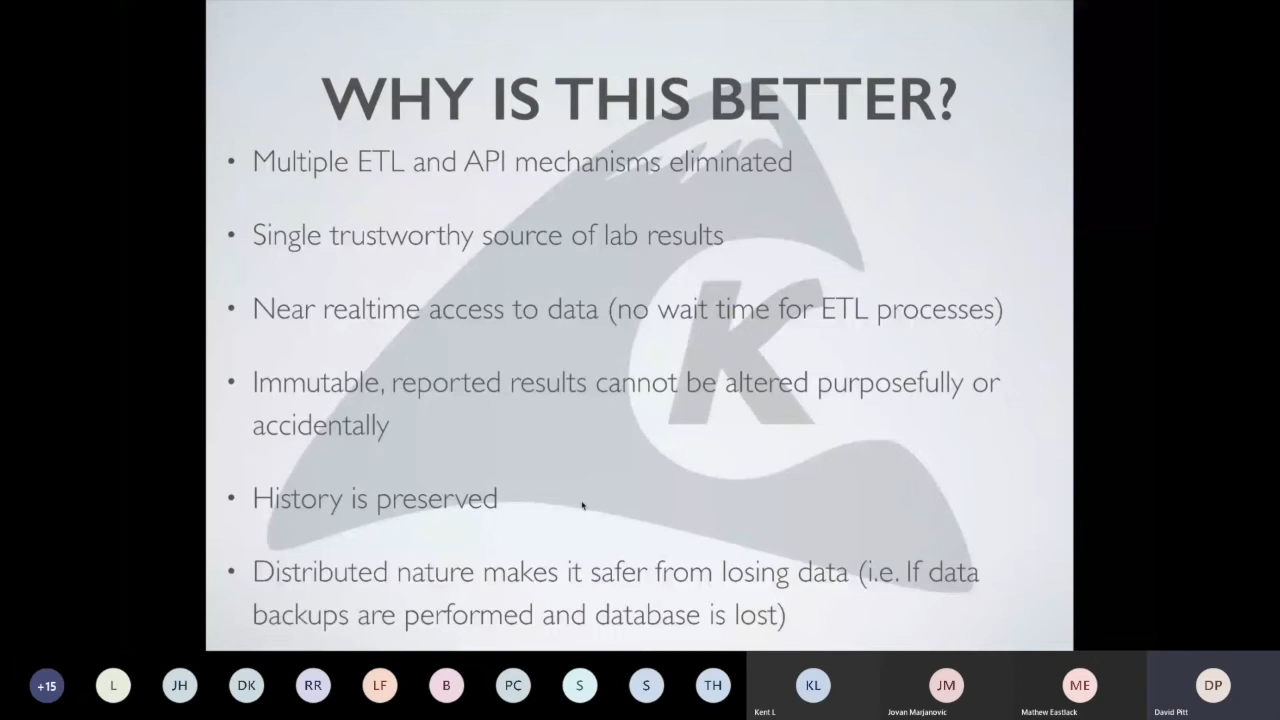 WHY IS THIS BETTER?
• Multiple ETL and API mechanisms eliminated
• Single trustworthy source of lab results
• Near realtime access to data (no wait time for ETL processes)
• Immutable, reported results cannot be altered purposefully or
accidentally
• History is preserved
• Distributed nature makes it safer from losing data (i.e. If data
backups are performed and database is lost)
K
+15 L JH DK RR LF B PC S S TH KL JM ME DP
Kent L Jovan Marjanovic Mathew Eastlack David Pitt